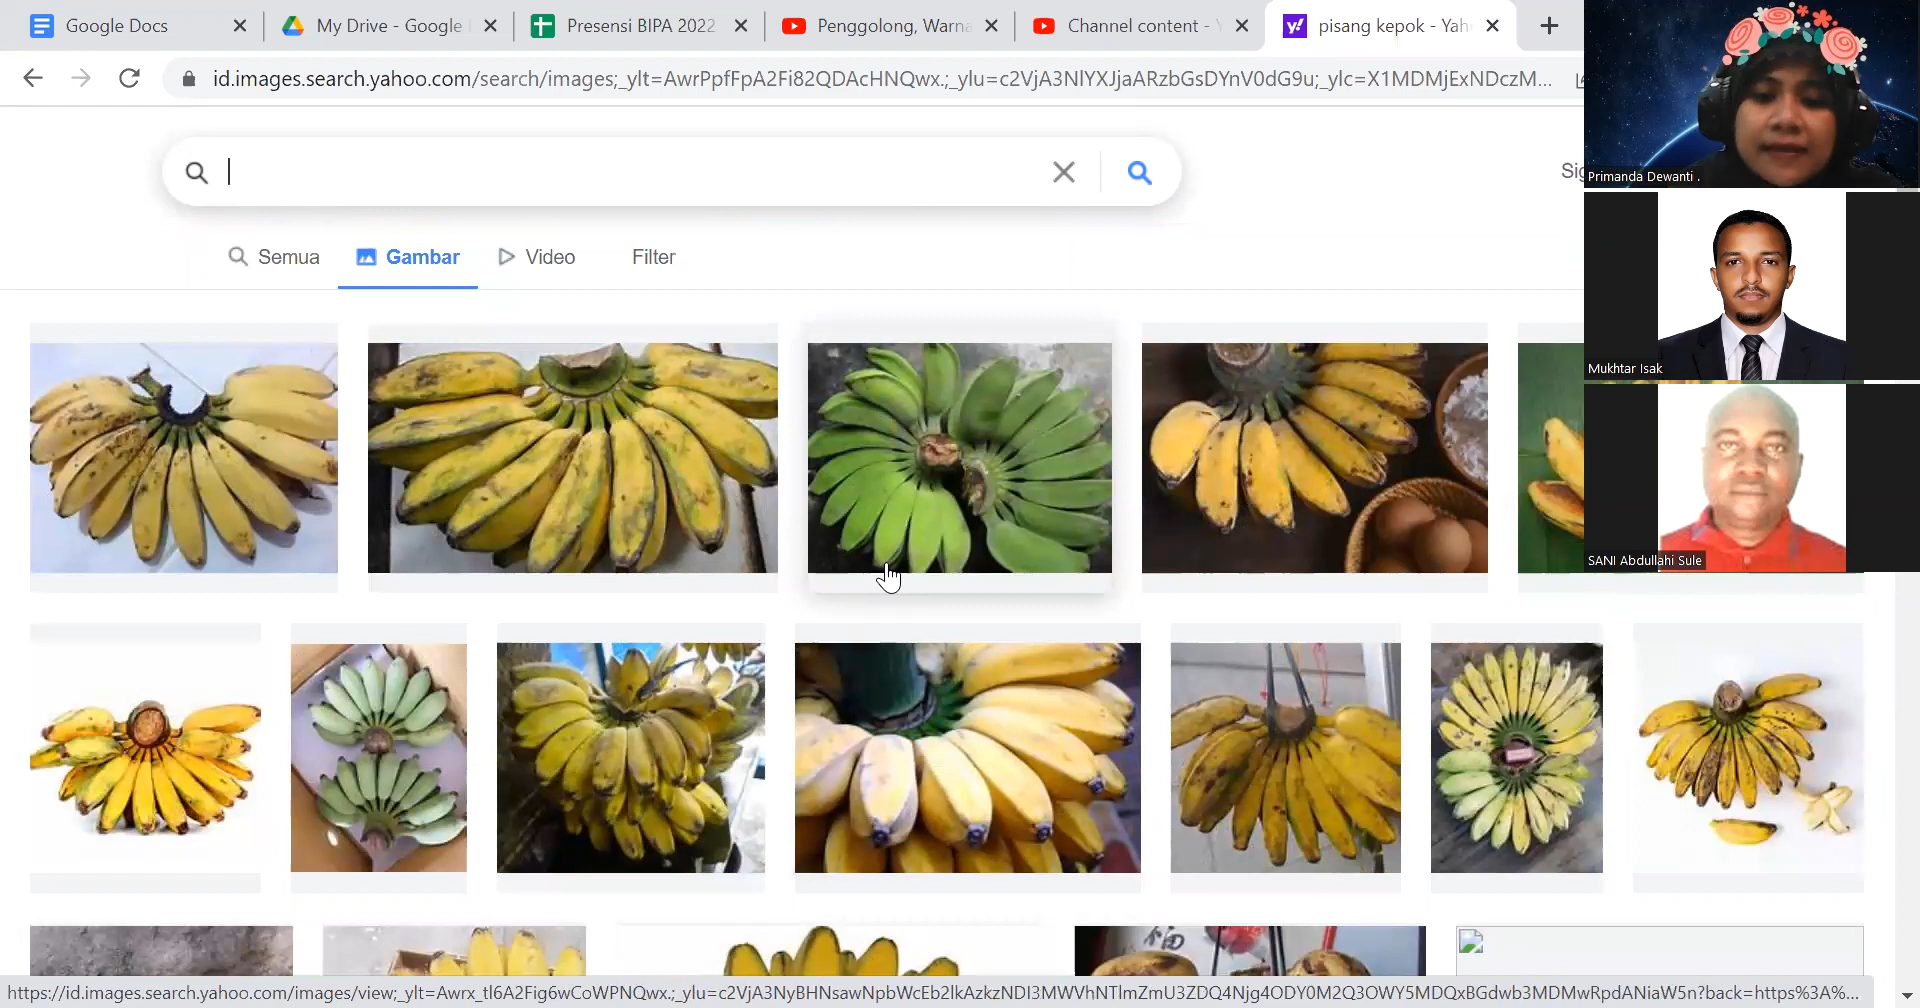 Google Docs
My Drive - Google
Presensi BIPA 2022
Penggolong, Warna
Channel content -
pisang kepok - Yah
id.images.search.yahoo.com/search/images;_ylt=AwrPpfFpA2Fi82QDAcHNQwx.;_ylu=c2VjA3NlYXJjaARzbGsDYnV0dG9u;_ylc=X1MDMjExNDczM...
Sig
Semua
Gambar
Video
Filter
Primanda Dewanti .
Mukhtar Isak
SANI Abdullahi Sule
福
https://id.images.search.yahoo.com/images/view;_ylt=Awrx_tl6A2Fig6wCoWPNQwx.;_ylu=c2VjA3NyBHNsawNpbWcEb2lkAzkzNDI3MWVhNTlmZmU3ZDQ4Njg4ODY0M2Q3OWY5MDQxBGdwb3MDMwRpdANiaW5n?back=https%3A%...